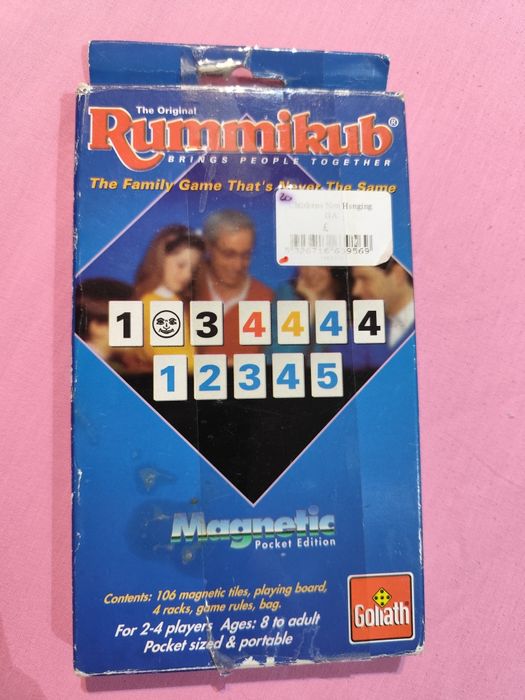 The Original
Rummikub®
BRINGS PEOPLE TOGETHER
The Family Game That's Never The Same
Hanging
£
1 3 4 4 4 4
1 2 3 4 5
Magnetic
Pocket Edition
Contents: 106 magnetic tiles, playing board,
4 racks, game rules, bag.
For 2-4 players Ages: 8 to adult
Pocket sized & portable
Goliath